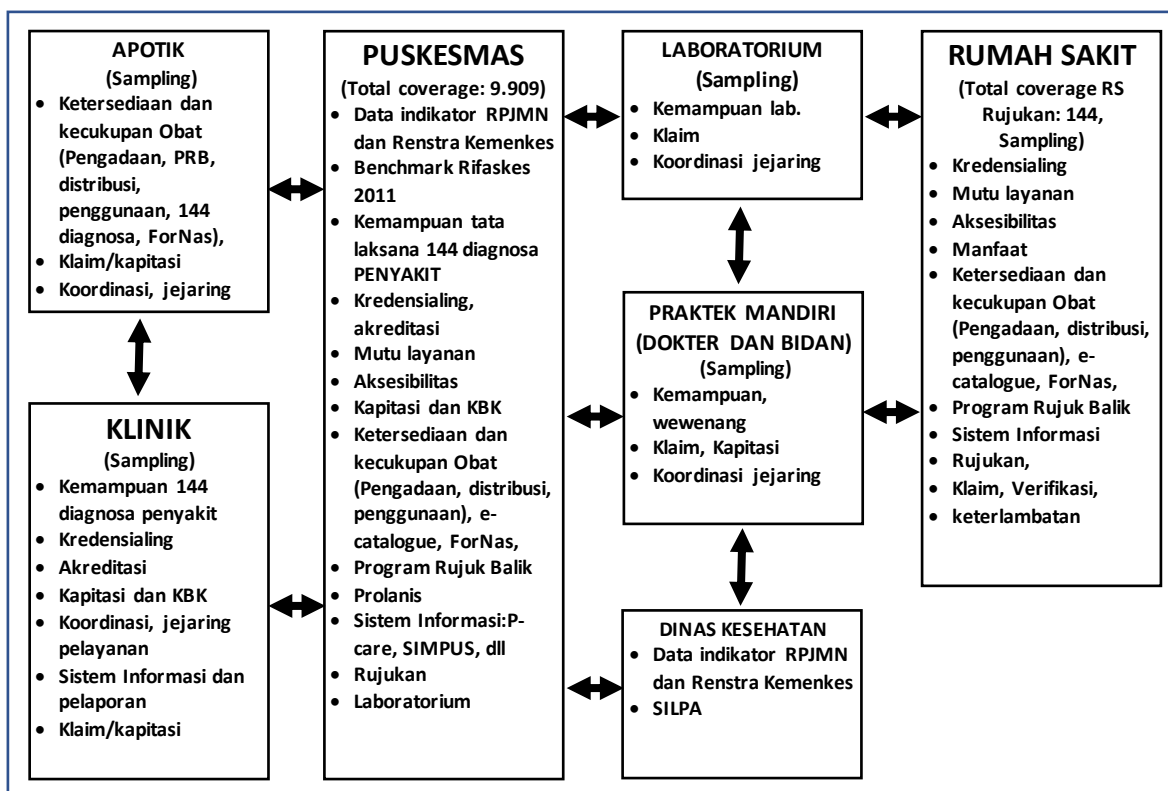 APOTIK
(Sampling)
• Ketersediaan dan
kecukupan Obat
(Pengadaan, PRB,
distribusi,
penggunaan, 144
diagnosa, ForNas),
• Klaim/kapitasi
• Koordinasi, jejaring
KLINIK
(Sampling)
• Kemampuan 144
diagnosa penyakit
• Kredensialing
• Akreditasi
• Kapitasi dan KBK
• Koordinasi, jejaring
pelayanan
• Sistem Informasi dan
pelaporan
• Klaim/kapitasi
PUSKESMAS
(Total coverage: 9.909)
• Data indikator RPJMN
dan Renstra Kemenkes
• Benchmark Rifaskes
2011
• Kemampuan tata
laksana 144 diagnosa
PENYAKIT
• Kredensialing,
akreditasi
• Mutu layanan
• Aksesibilitas
• Kapitasi dan KBK
• Ketersediaan dan
kecukupan Obat
(Pengadaan, distribusi,
penggunaan), e-
catalogue, ForNas,
• Program Rujuk Balik
• Prolanis
• Sistem Informasi:P-
care, SIMPUS, dll
• Rujukan
• Laboratorium
LABORATORIUM
(Sampling)
• Kemampuan lab.
• Klaim
• Koordinasi jejaring
PRAKTEK MANDIRI
(DOKTER DAN BIDAN)
(Sampling)
• Kemampuan,
wewenang
• Klaim, Kapitasi
• Koordinasi jejaring
DINAS KESEHATAN
• Data indikator RPJMN
dan Renstra Kemenkes
• SILPA
RUMAH SAKIT
(Total coverage RS
Rujukan: 144,
Sampling)
• Kredensialing
• Mutu layanan
• Aksesibilitas
• Manfaat
• Ketersediaan dan
kecukupan Obat
(Pengadaan, distribusi,
penggunaan), e-
catalogue, ForNas,
• Program Rujuk Balik
• Sistem Informasi
• Rujukan,
• Klaim, Verifikasi,
• keterlambatan